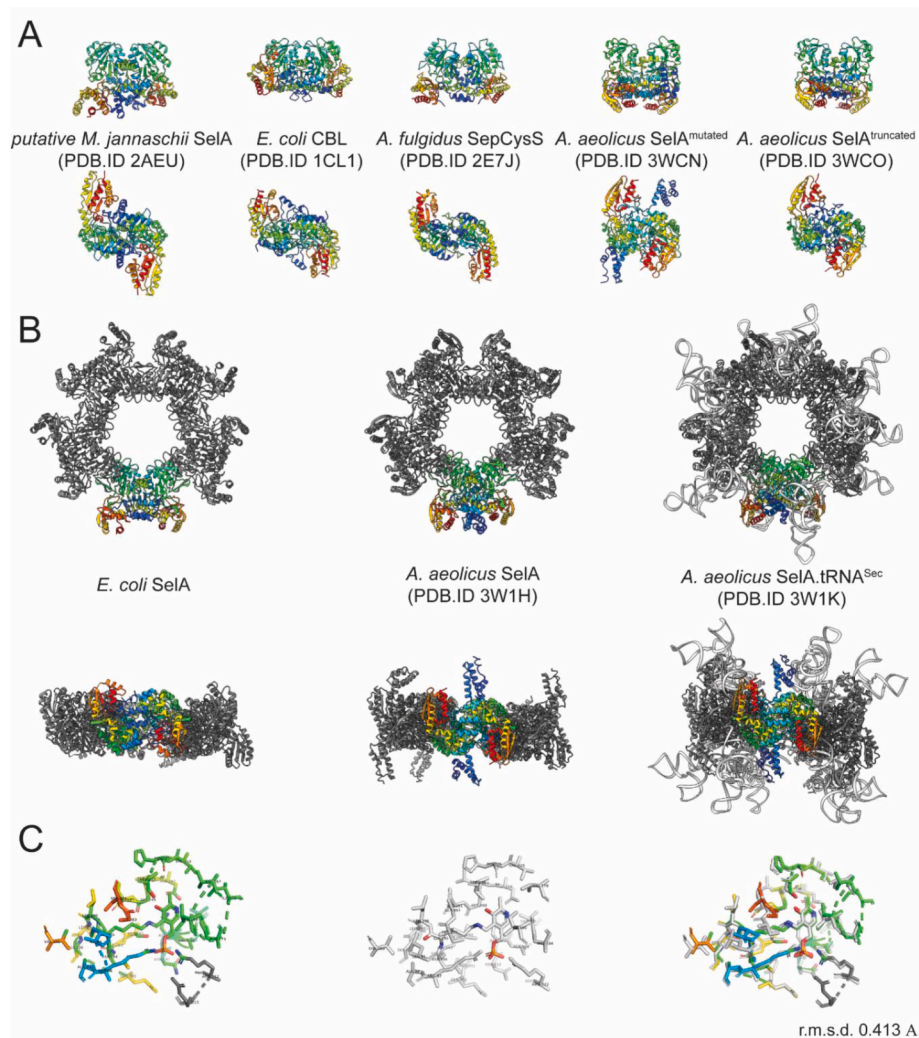 A
putative M. jannaschii SelA
(PDB.ID 2AEU)
E. coli CBL
(PDB.ID 1CL1)
A. fulgidus SepCysS
(PDB.ID 2E7J)
A. aeolicus SelAmutated
(PDB.ID 3WCN)
A. aeolicus SelAtruncated
(PDB.ID 3WCO)
B
E. coli SelA
A. aeolicus SelA
(PDB.ID 3W1H)
A. aeolicus SelA.tRNASec
(PDB.ID 3W1K)
C
r.m.s.d. 0.413 A